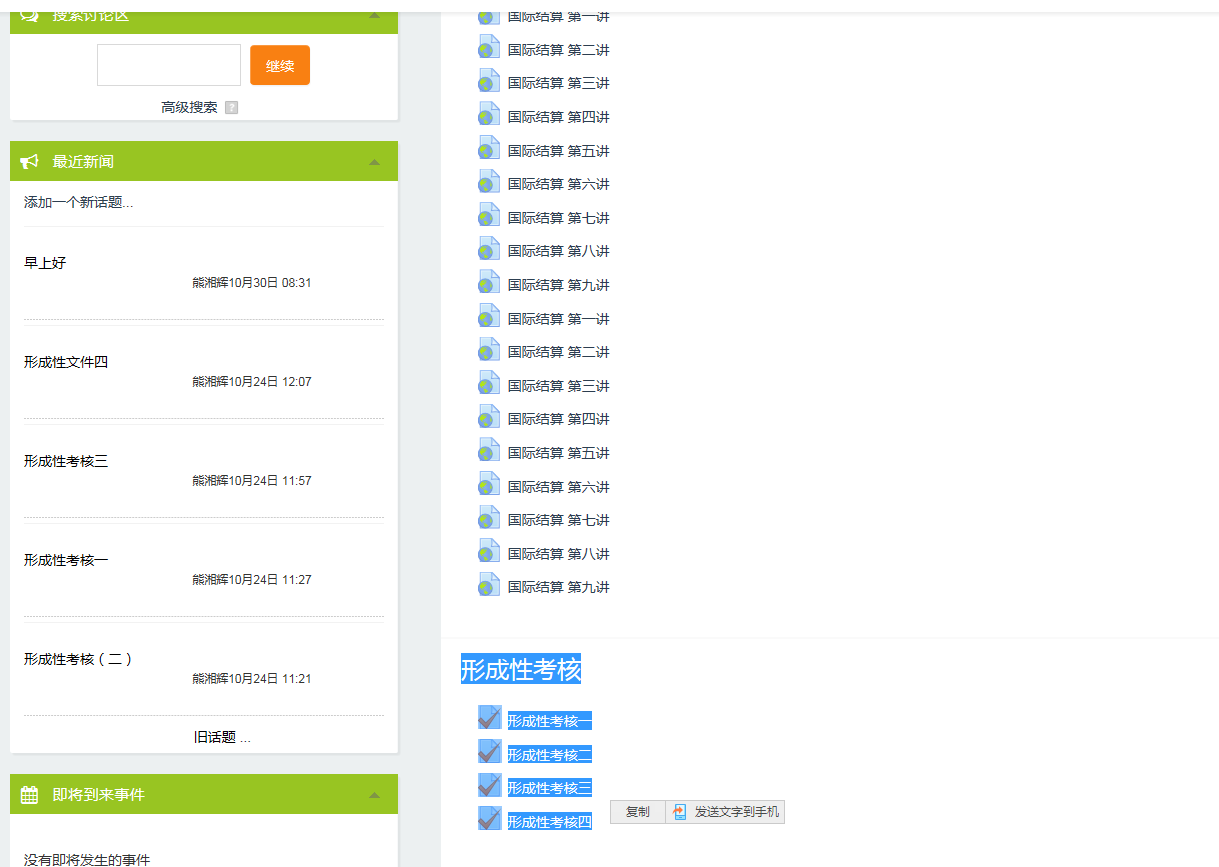 搜索讨论区
继续
高级搜索 ?
最近新闻
添加一个新话题...
早上好
熊湘辉10月30日 08:31
形成性文件四
熊湘辉10月24日 12:07
形成性考核三
熊湘辉10月24日 11:57
形成性考核一
熊湘辉10月24日 11:27
形成性考核（二）
熊湘辉10月24日 11:21
旧话题 ...
即将到来事件
没有即将发生的事件
国际结算 第一讲
国际结算 第二讲
国际结算 第三讲
国际结算 第四讲
国际结算 第五讲
国际结算 第六讲
国际结算 第七讲
国际结算 第八讲
国际结算 第九讲
国际结算 第一讲
国际结算 第二讲
国际结算 第三讲
国际结算 第四讲
国际结算 第五讲
国际结算 第六讲
国际结算 第七讲
国际结算 第八讲
国际结算 第九讲
形成性考核
形成性考核一
形成性考核二
形成性考核三
形成性考核四
复制
发送文字到手机